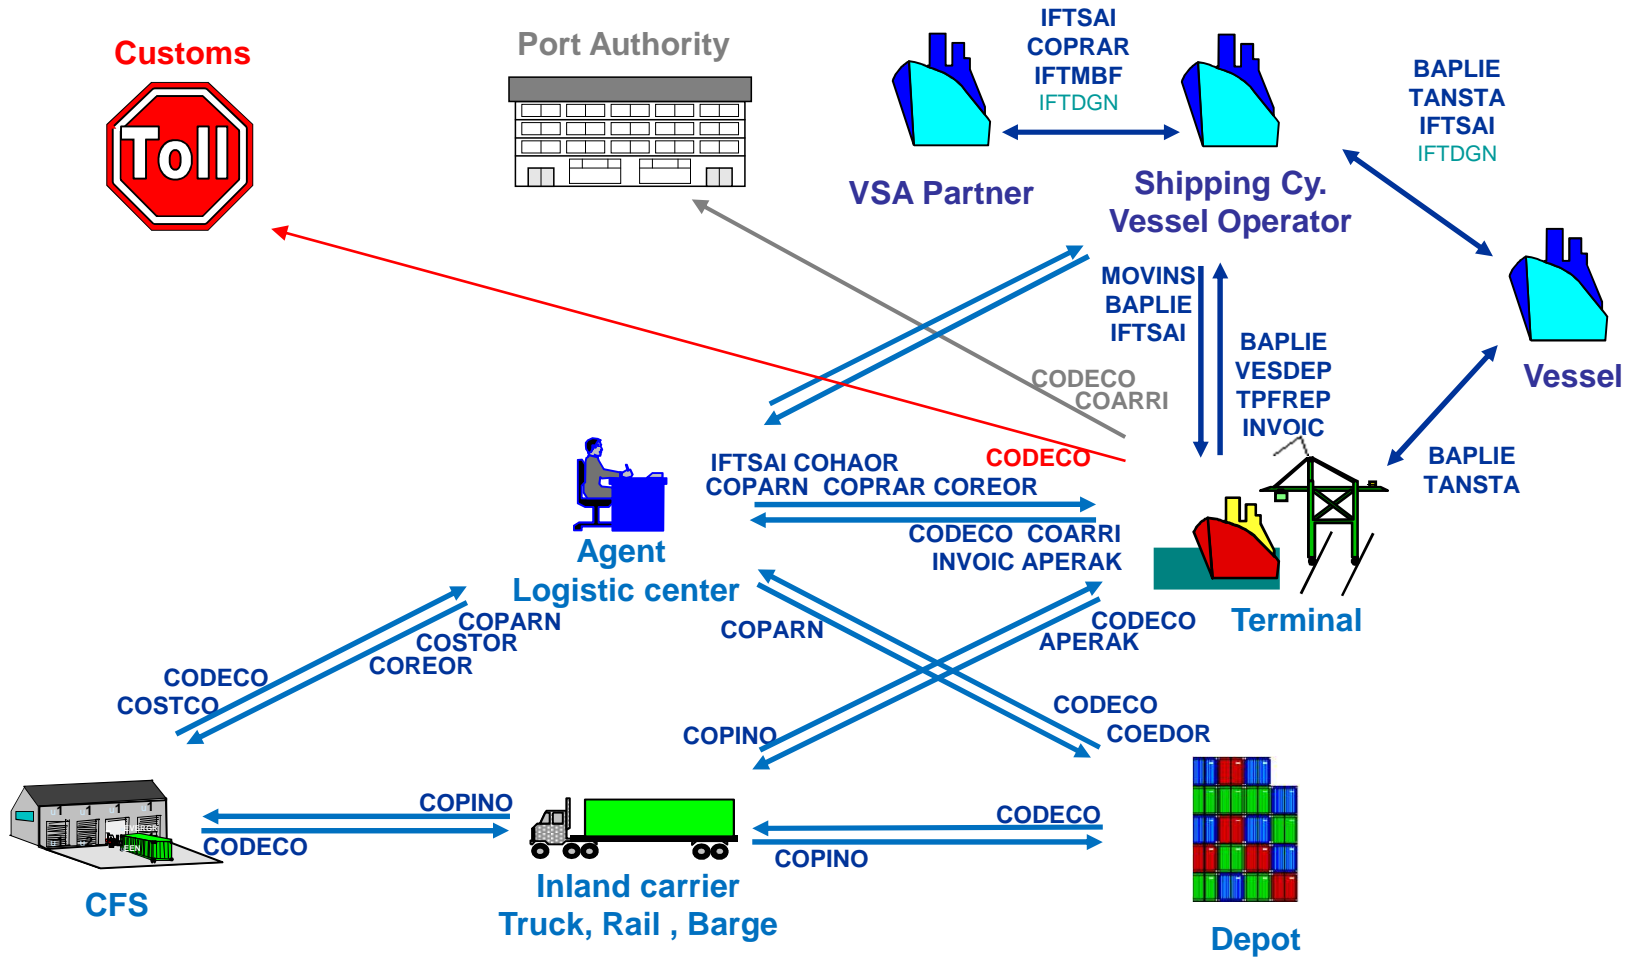 Customs
Toll
Port Authority
IFTSAI
COPRAR
IFTMBF
IFTDGN
BAPLIE
TANSTA
IFTSAI
IFTDGN
VSA Partner
Shipping Cy.
Vessel Operator
Vessel
MOVINS
BAPLIE
IFTSAI
BAPLIE
VESDEP
TPFREP
INVOIC
CODECO
COARRI
BAPLIE
TANSTA
CODECO
IFTSAI COHAOR
COPARN COPRAR COREOR
CODECO COARRI
INVOIC APERAK
Agent
Logistic center
Terminal
COPARN
COSTOR
COREOR
CODECO
COSTCO
COPARN
CODECO
APERAK
CODECO
COEDOR
COPINO
COPINO
CODECO
CODECO
COPINO
CFS
Inland carrier
Truck, Rail , Barge
Depot